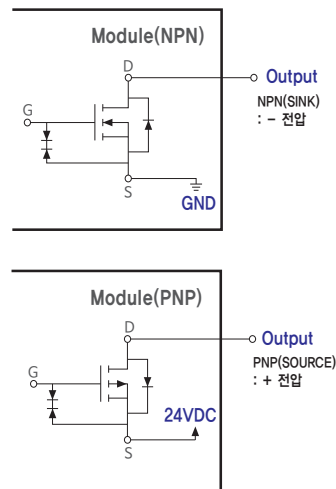 Module(NPN)
D
Output
NPN(SINK)
: − 전압
G
S
GND
Module(PNP)
D
Output
PNP(SOURCE)
: + 전압
G
24VDC
S